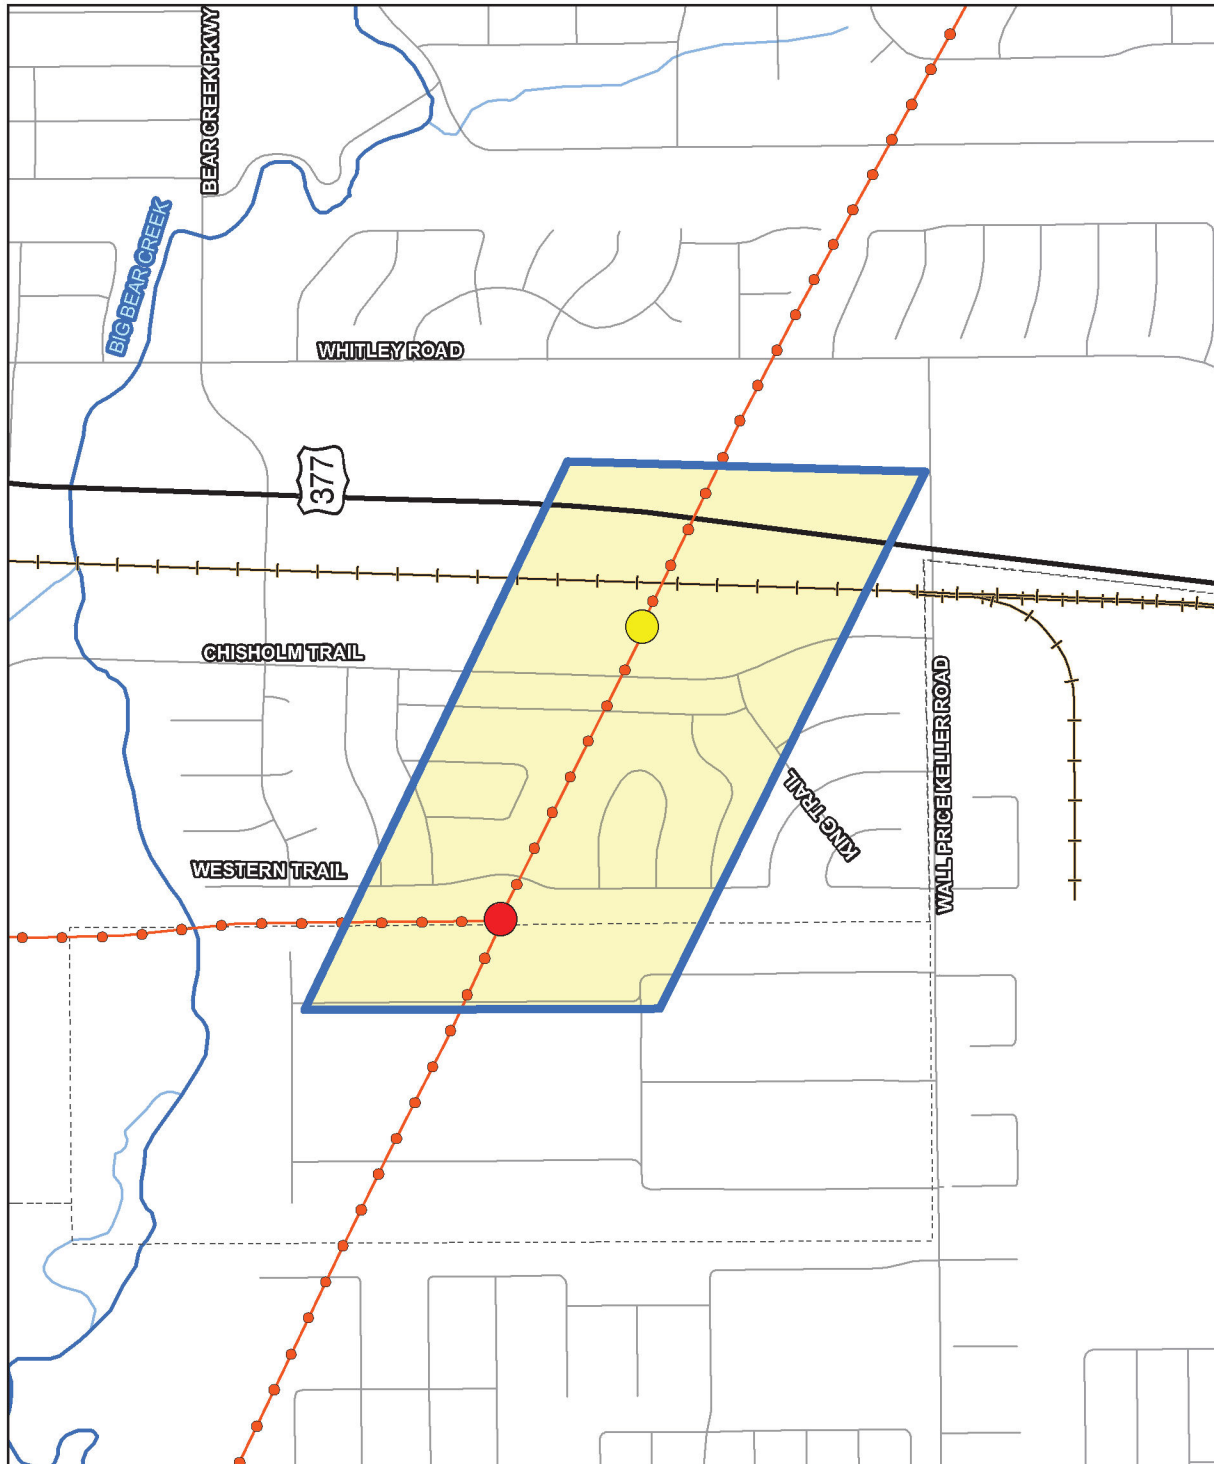 BEAR CREEK PKWY
BIG BEAR CREEK
WHITLEY ROAD
377
CHISHOLM TRAIL
WALL PRICE KELLER ROAD
KING TRAIL
WESTERN TRAIL